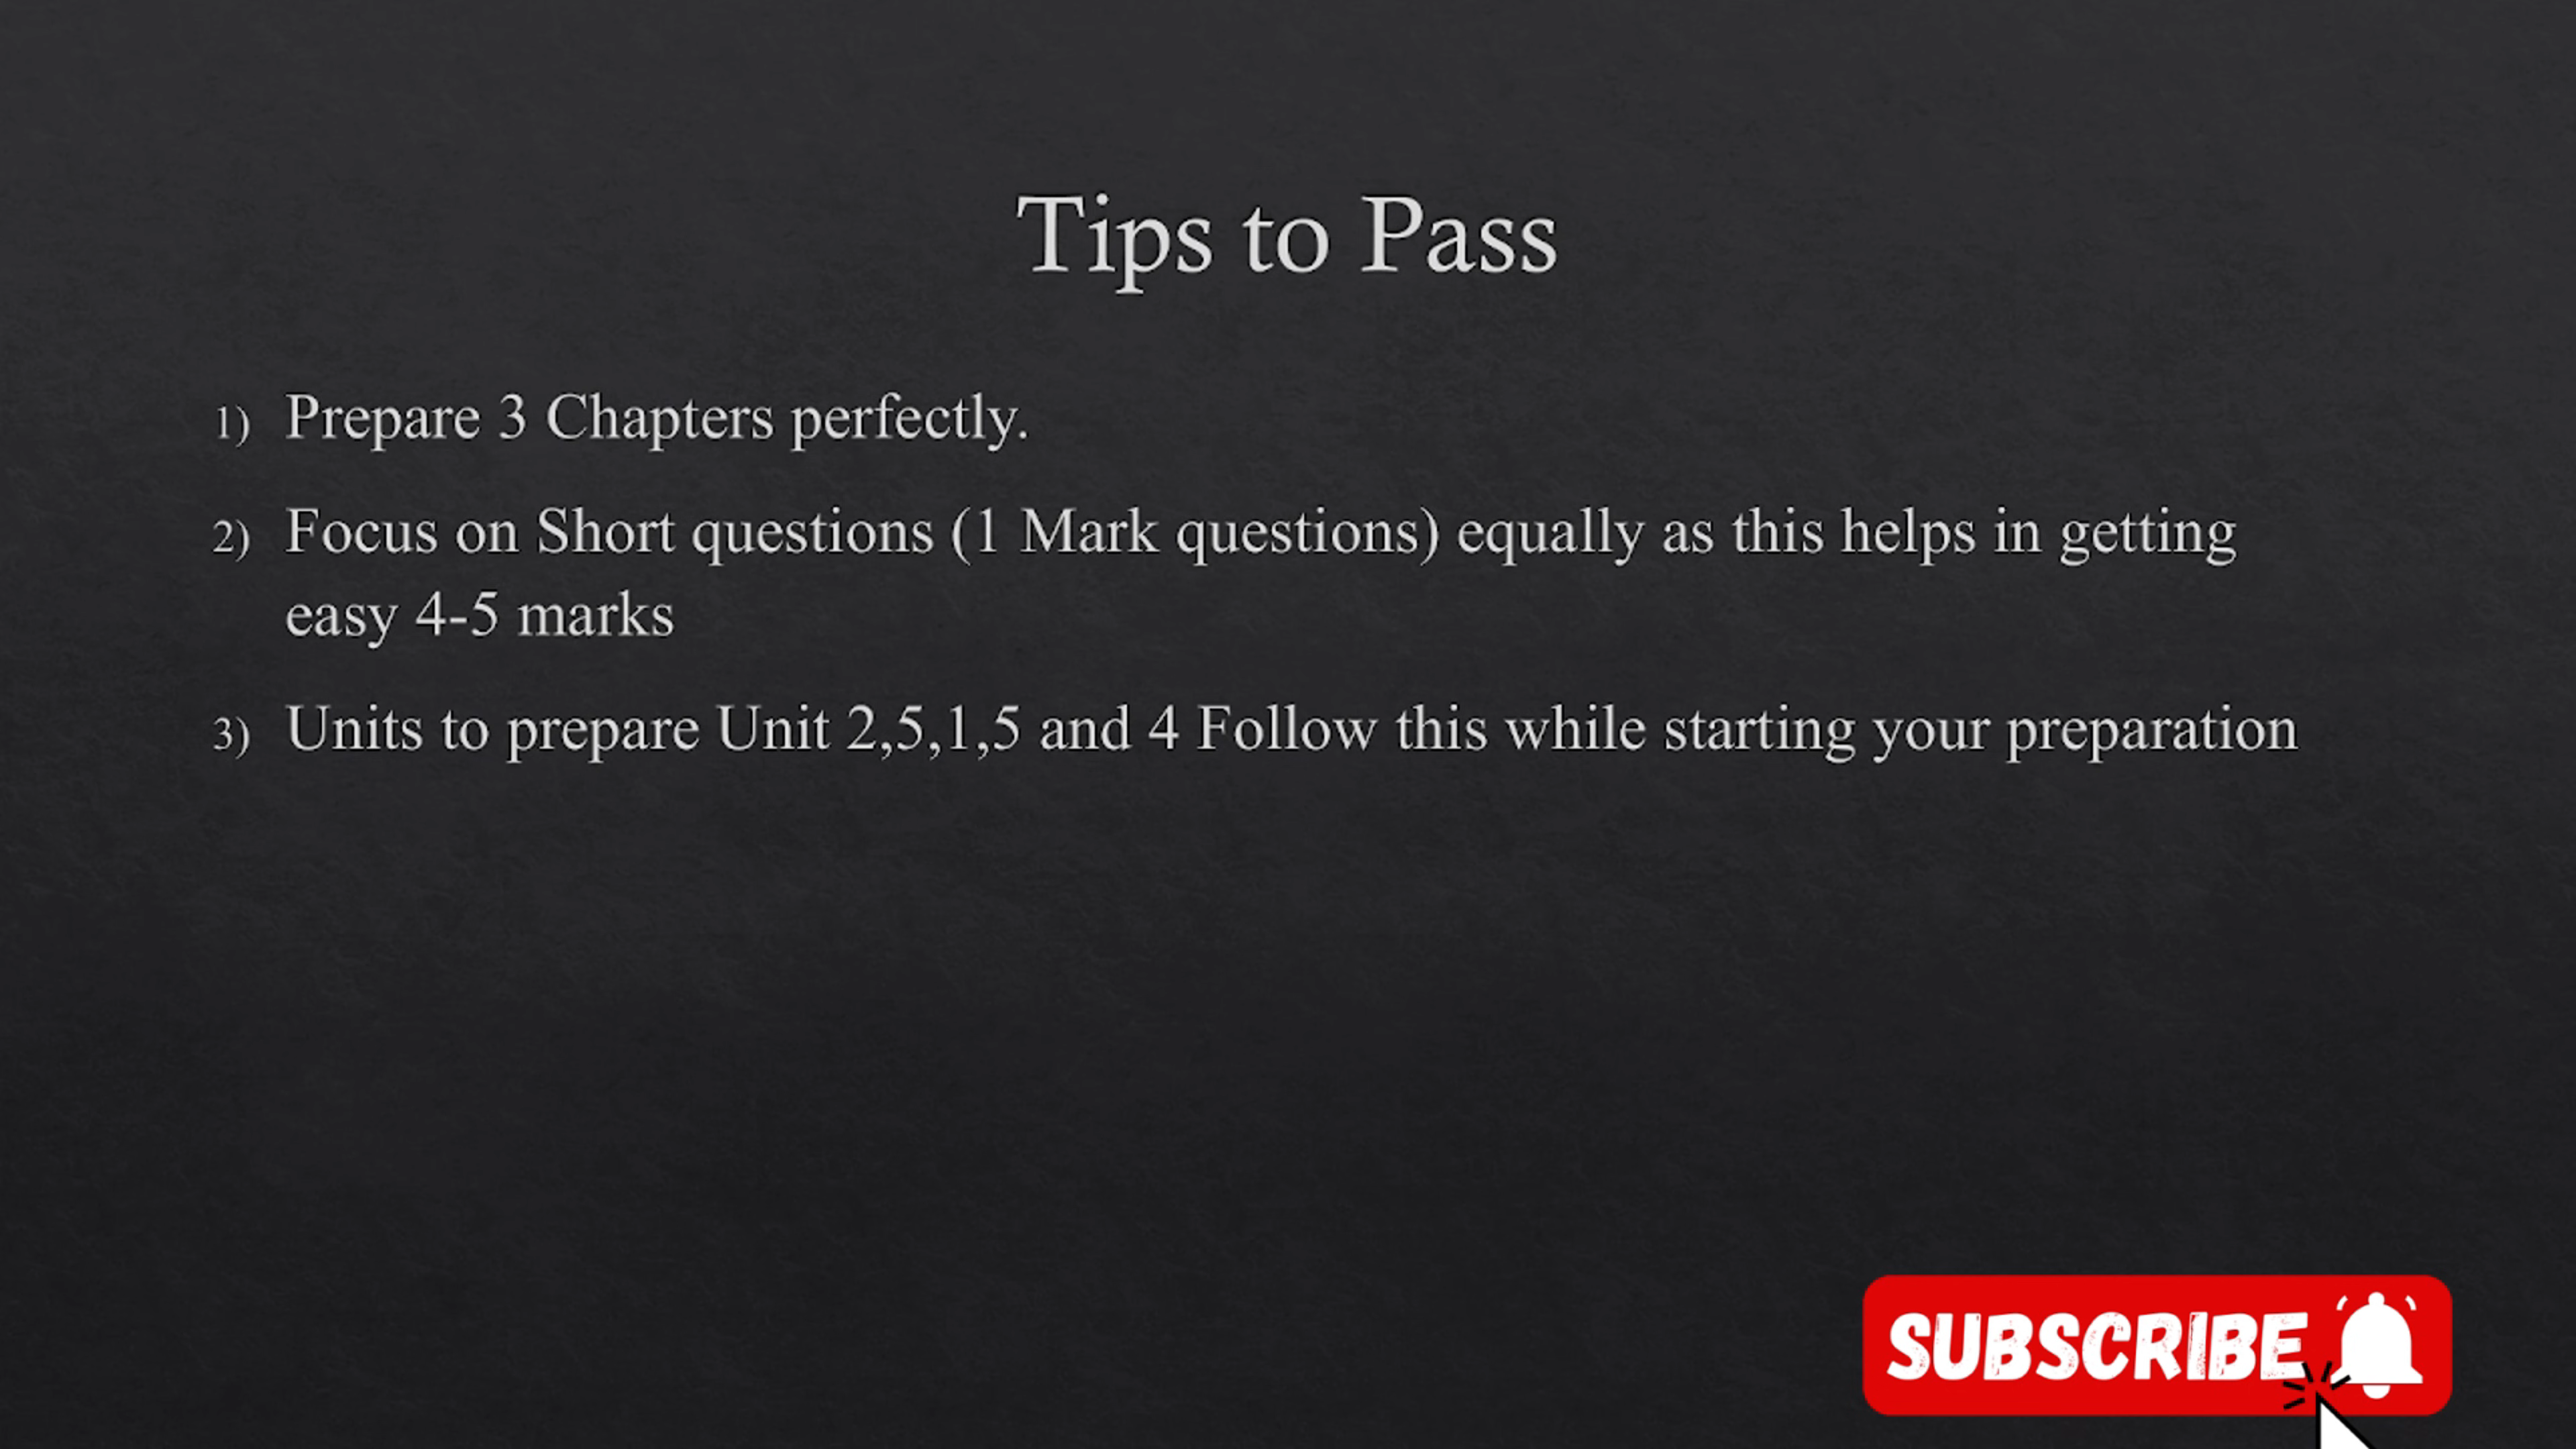 Tips to Pass
1) Prepare 3 Chapters perfectly.
2) Focus on Short questions (1 Mark questions) equally as this helps in getting
easy 4-5 marks
3) Units to prepare Unit 2,5,1,5 and 4 Follow this while starting your preparation
SUBSCRIBE